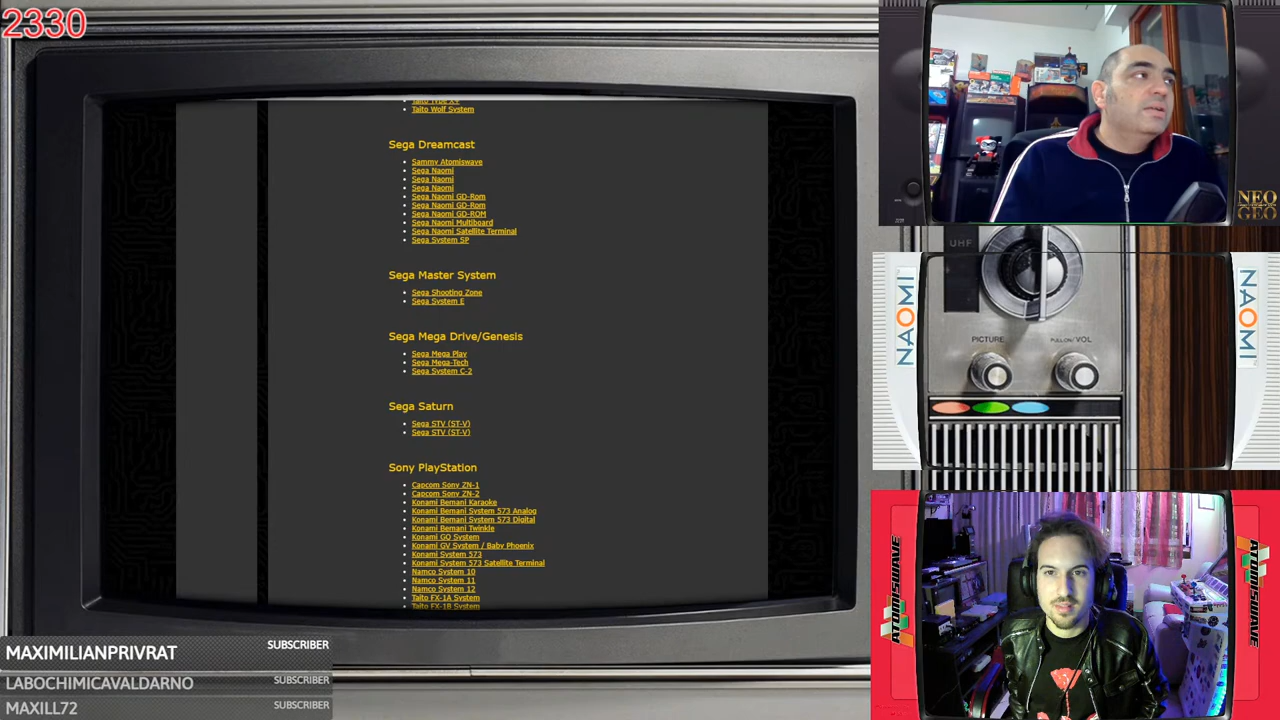 2330
Taito Type X+
Taito Wolf System
Sega Dreamcast
Sammy Atomiswave
Sega Naomi
Sega Naomi
Sega Naomi
Sega Naomi GD-Rom
Sega Naomi GD-Rom
Sega Naomi GD-ROM
Sega Naomi Multiboard
Sega Naomi Satellite Terminal
Sega System SP
Sega Master System
Sega Shooting Zone
Sega System E
Sega Mega Drive/Genesis
Sega Mega Play
Sega Mega-Tech
Sega System C-2
Sega Saturn
Sega STV (ST-V)
Sega STV (ST-V)
Sony PlayStation
Capcom Sony ZN-1
Capcom Sony ZN-2
Konami Bemani Karaoke
Konami Bemani System 573 Analog
Konami Bemani System 573 Digital
Konami Bemani Twinkle
Konami GQ System
Konami GV System / Baby Phoenix
Konami System 573
Konami System 573 Satellite Terminal
Namco System 10
Namco System 11
Namco System 12
Taito FX-1A System
Taito FX-1B System
MAXIMILIANPRIVRAT SUBSCRIBER
LABOCHIMICAVALDARNO SUBSCRIBER
MAXILL72 SUBSCRIBER
NEO
GEO
UHF
PICTURE
PULL ON/VOL
NAOMI
NAOMI
ATOMISWAVE
ATOMISWAVE